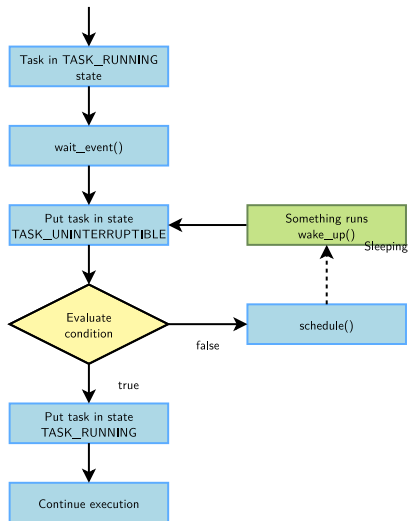 Task in TASK_RUNNING
state
wait_event()
Put task in state
TASK_UNINTERRUPTIBLE
Something runs
wake_up()
Sleeping
Evaluate
condition
false
schedule()
true
Put task in state
TASK_RUNNING
Continue execution